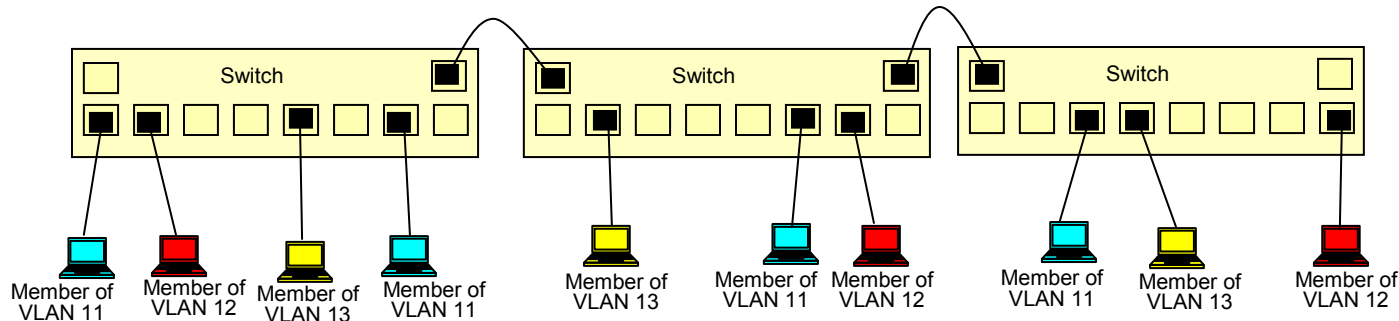 Switch
Switch
Switch
Member of
VLAN 11
Member of
VLAN 12
Member of
VLAN 13
Member of
VLAN 11
Member of
VLAN 13
Member of
VLAN 11
Member of
VLAN 12
Member of
VLAN 11
Member of
VLAN 13
Member of
VLAN 12